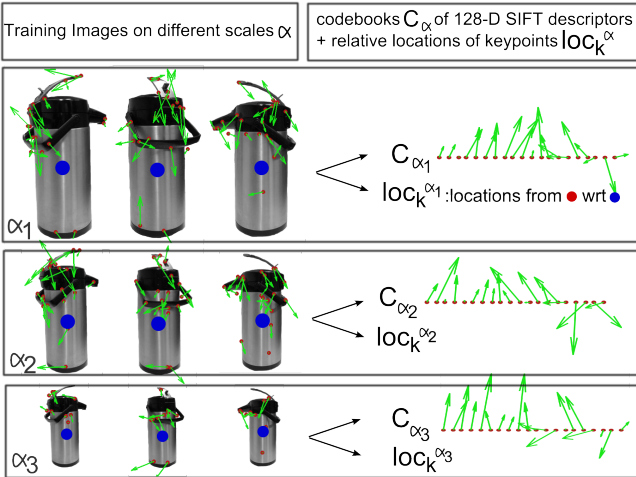 Training Images on different scales α
codebooks Cα of 128-D SIFT descriptors
+ relative locations of keypoints lockα
α1
Cα1
lockα1:locations from wrt
α2
Cα2
lockα2
α3
Cα3
lockα3